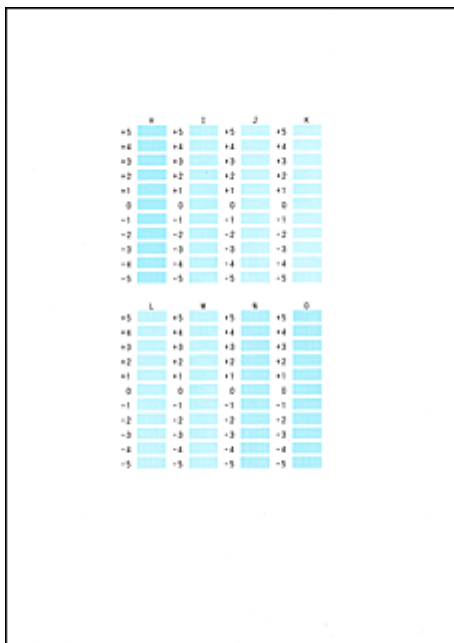 H I J K
+5 +5 +5 +5
+4 +4 +4 +4
+3 +3 +3 +3
+2 +2 +2 +2
+1 +1 +1 +1
0 0 0 0
-1 -1 -1 -1
-2 -2 -2 -2
-3 -3 -3 -3
-4 -4 -4 -4
-5 -5 -5 -5
L M N O
+5 +5 +5 +5
+4 +4 +4 +4
+3 +3 +3 +3
+2 +2 +2 +2
+1 +1 +1 +1
0 0 0 0
-1 -1 -1 -1
-2 -2 -2 -2
-3 -3 -3 -3
-4 -4 -4 -4
-5 -5 -5 -5